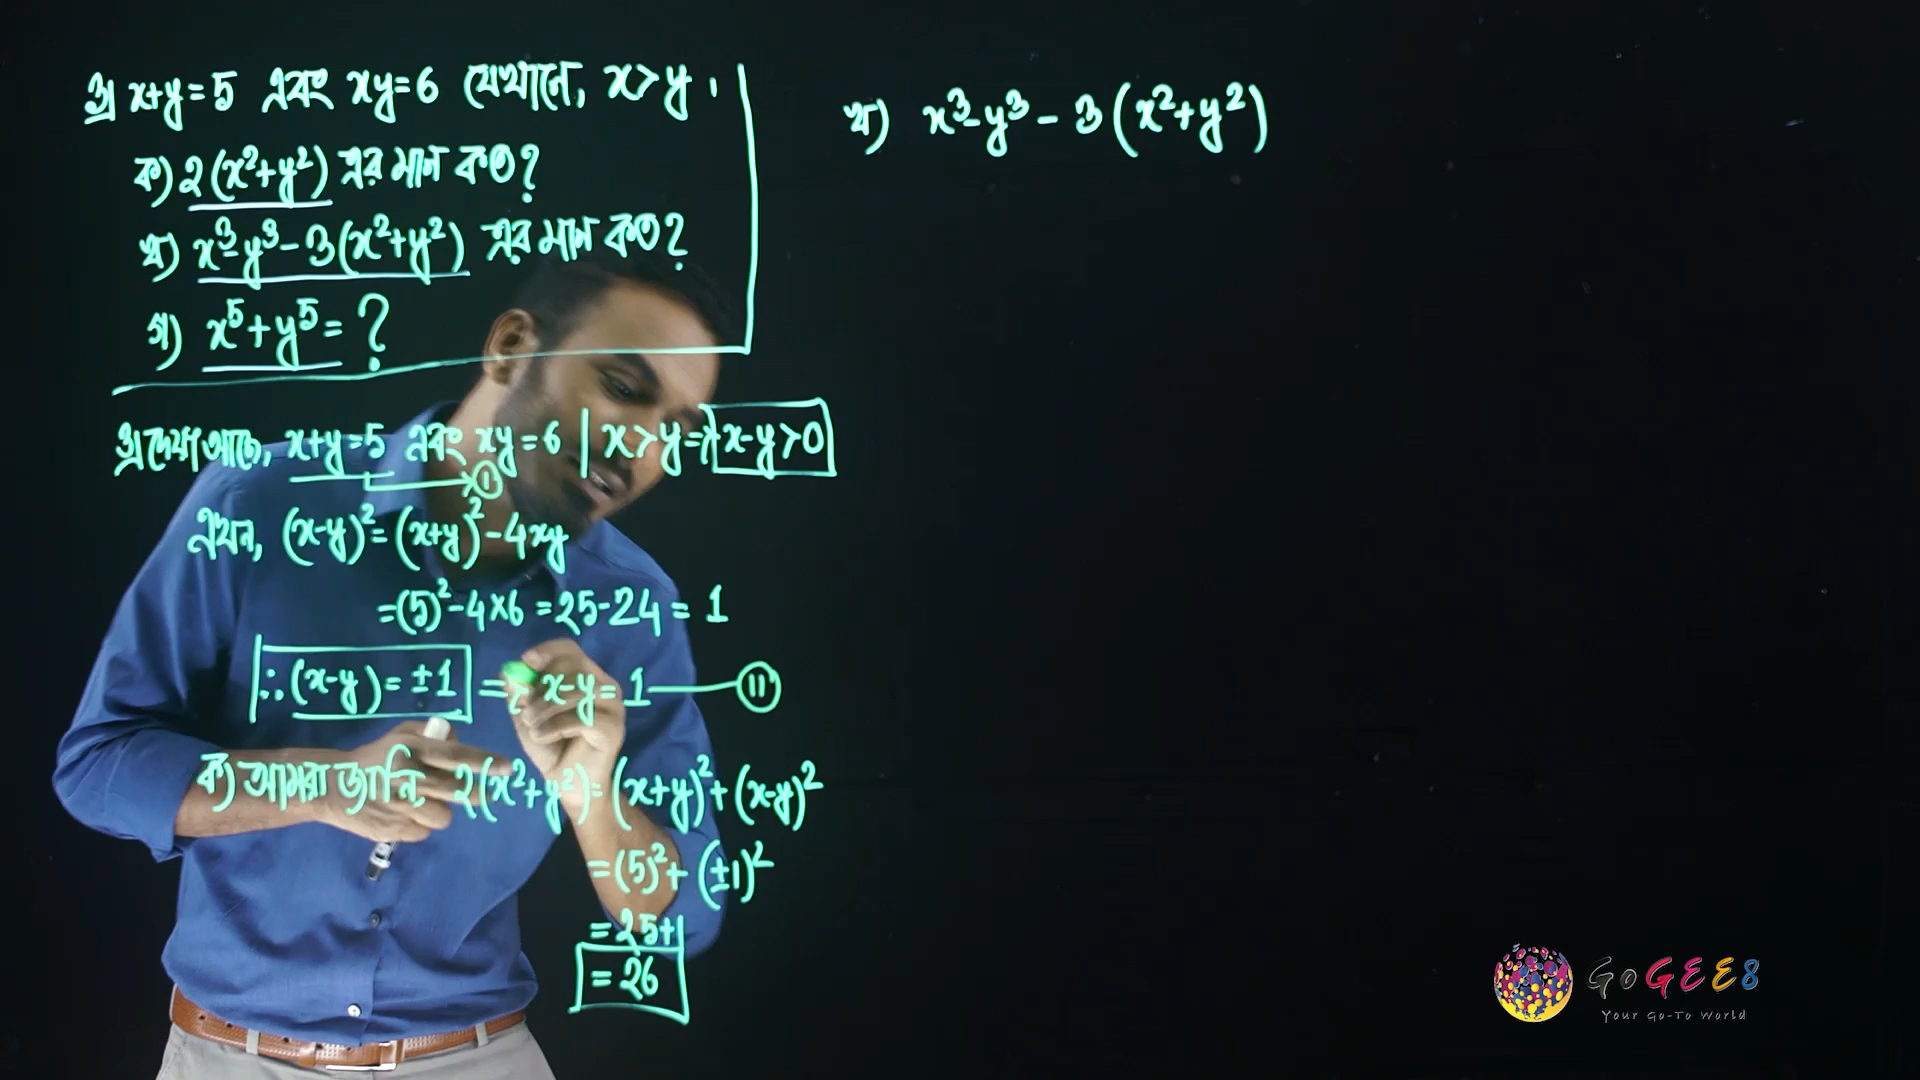 x+y=5 এবং xy=6 যেখানে, x>y ।
ক) 2(x²+y²) এর মান কত?
খ) x³-y³-3(x²+y²) এর মান কত?
গ) x⁵+y⁵= ?
দেওয়া আছে, x+y=5 এবং xy=6 | x>y=> x-y>0
(I)
এখন, (x-y)²=(x+y)²-4xy
=(5)²-4×6=25-24=1
∴(x-y)=±1 => x-y=1 — (II)
ক) আমরা জানি, 2(x²+y²)=(x+y)²+(x-y)²
=(5)²+(±1)²
=25+1
=26
খ) x³-y³-3(x²+y²)
GoGEE8
Your Go-To World